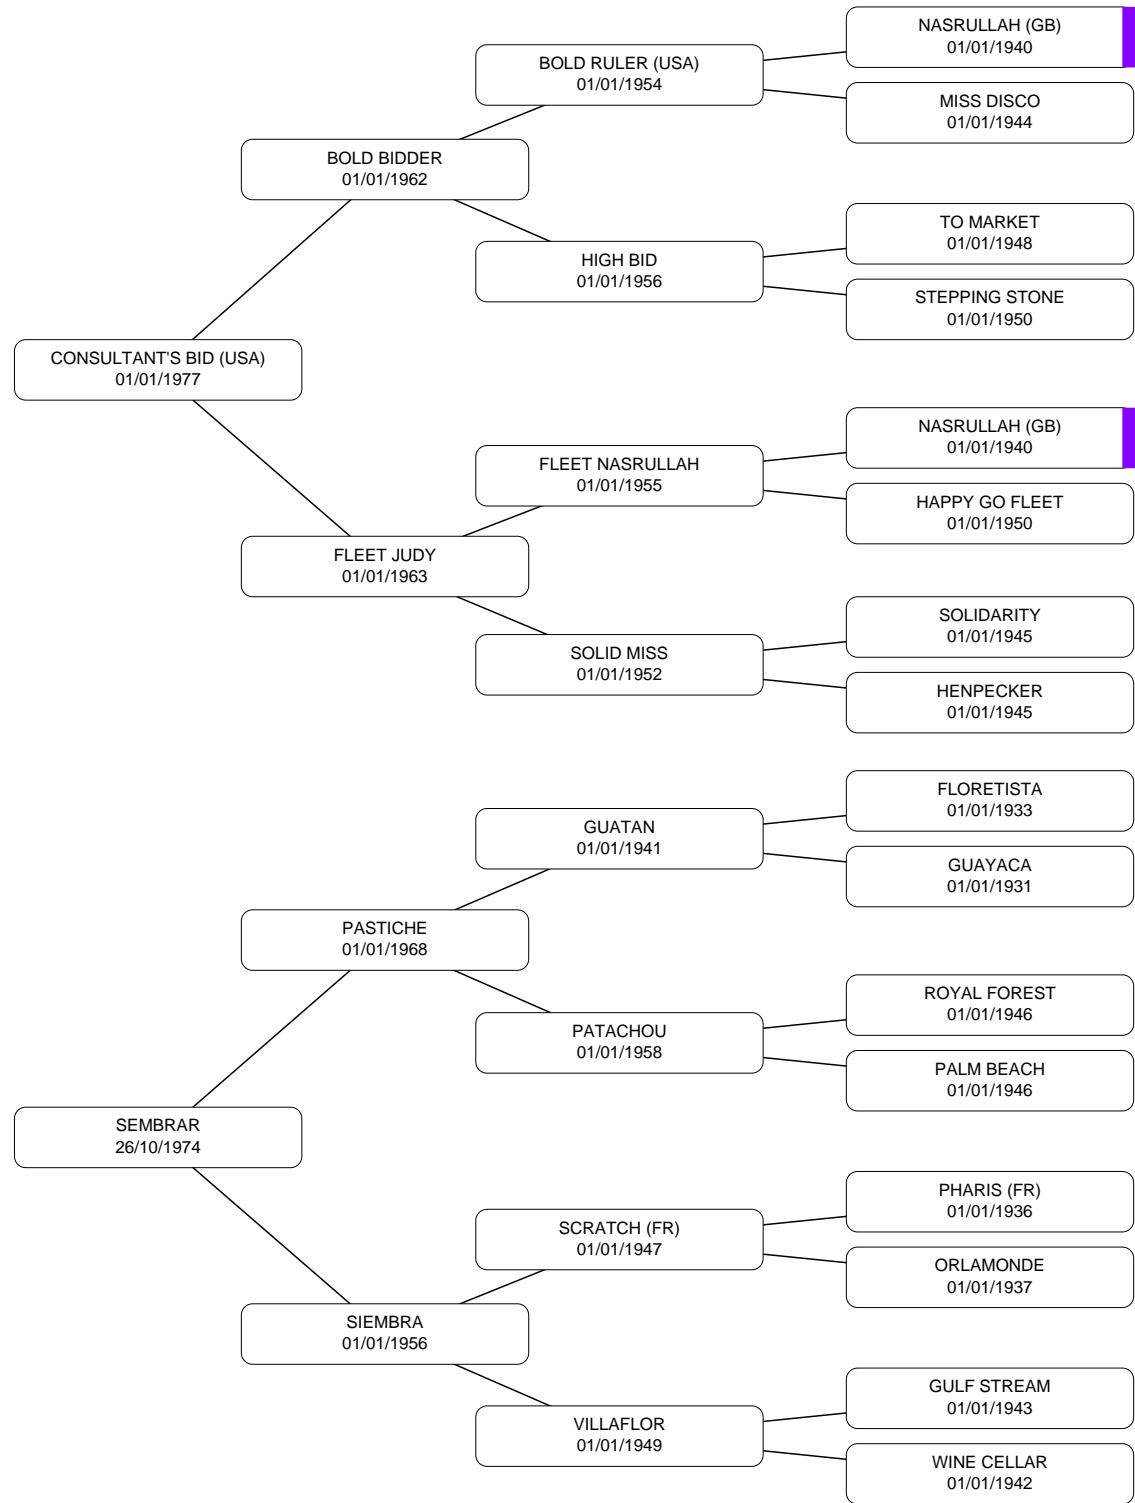 NASRULLAH (GB)
01/01/1940
BOLD RULER (USA)
01/01/1954
MISS DISCO
01/01/1944
BOLD BIDDER
01/01/1962
TO MARKET
01/01/1948
HIGH BID
01/01/1956
STEPPING STONE
01/01/1950
CONSULTANT'S BID (USA)
01/01/1977
NASRULLAH (GB)
01/01/1940
FLEET NASRULLAH
01/01/1955
HAPPY GO FLEET
01/01/1950
FLEET JUDY
01/01/1963
SOLIDARITY
01/01/1945
SOLID MISS
01/01/1952
HENPECKER
01/01/1945
FLORETISTA
01/01/1933
GUATAN
01/01/1941
GUAYACA
01/01/1931
PASTICHE
01/01/1968
ROYAL FOREST
01/01/1946
PATACHOU
01/01/1958
PALM BEACH
01/01/1946
SEMBRAR
26/10/1974
PHARIS (FR)
01/01/1936
SCRATCH (FR)
01/01/1947
ORLAMONDE
01/01/1937
SIEMBRA
01/01/1956
GULF STREAM
01/01/1943
VILLAFLOR
01/01/1949
WINE CELLAR
01/01/1942